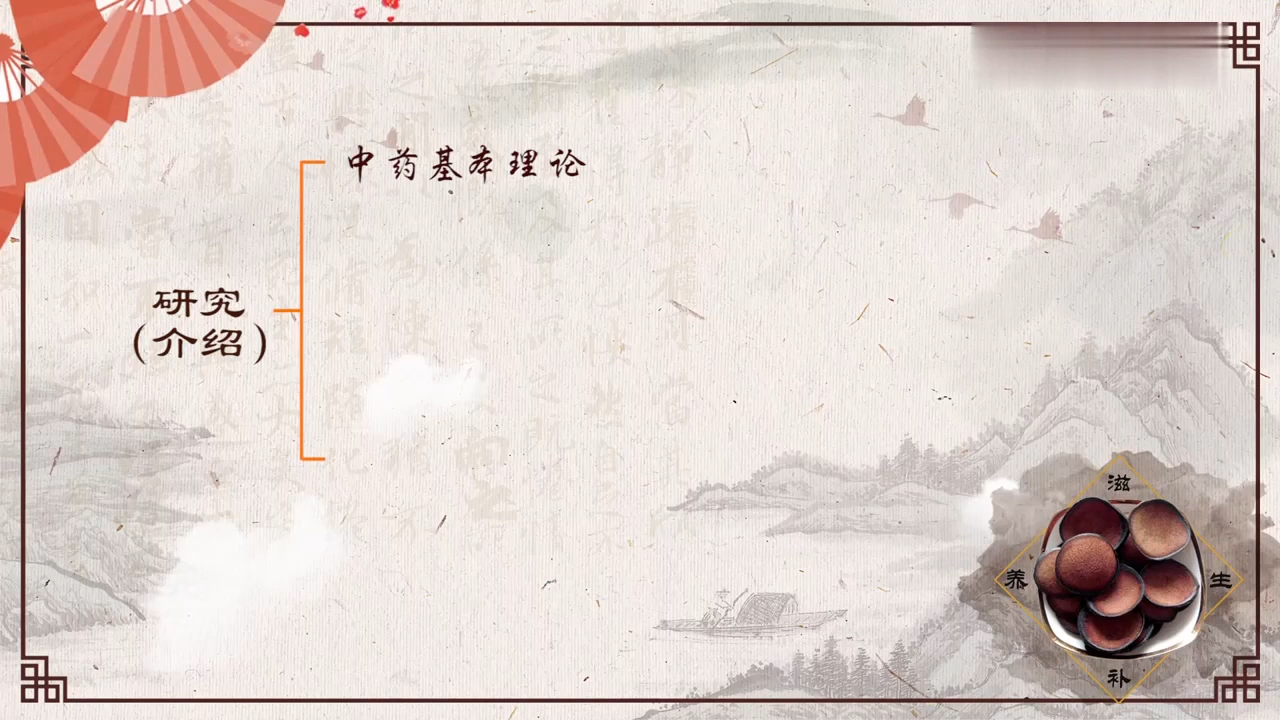 中药基本理论
研究
(介绍)
滋
养
生
补